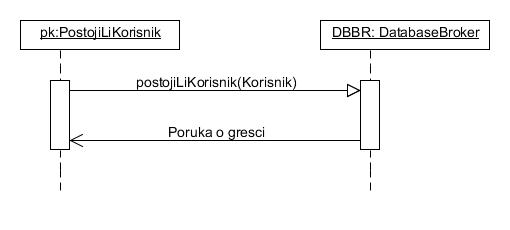 pk:PostojiLiKorisnik
DBBR: DatabaseBroker
postojiLiKorisnik(Korisnik)
Poruka o gresci